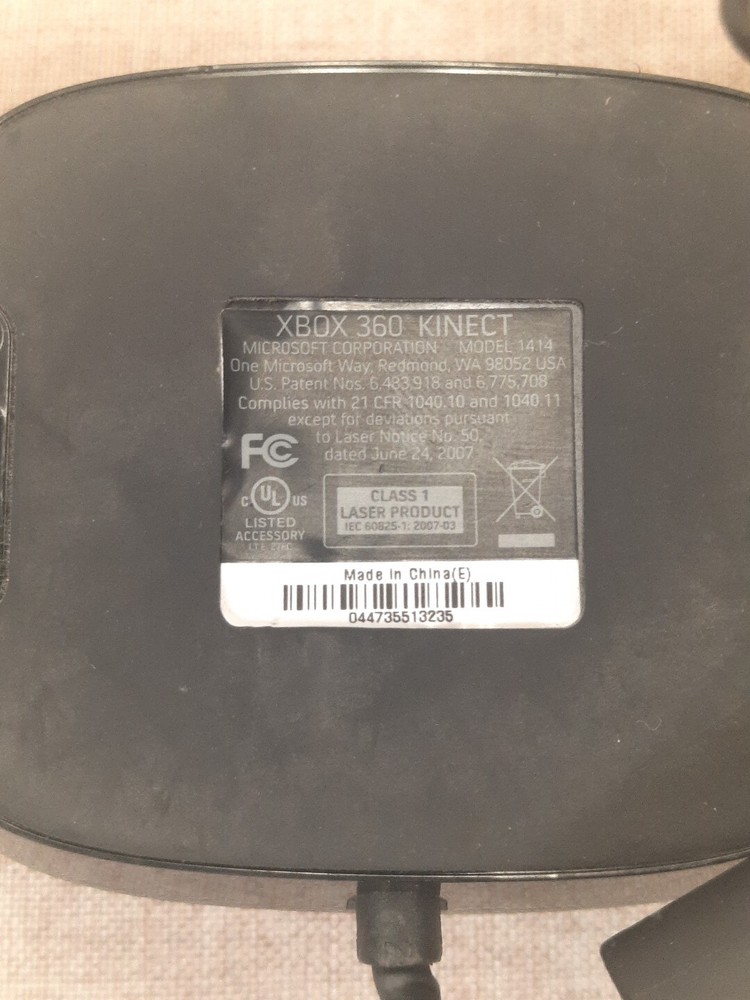 XBOX 360 KINECT
MICROSOFT CORPORATION MODEL 1414
One Microsoft Way, Redmond, WA 98052 USA
U.S. Patent Nos. 6,483,918 and 6,775,708
Complies with 21 CFR 1040.10 and 1040.11
except for deviations pursuant
to Laser Notice No. 50,
dated June 24, 2007
FC
C UL US
LISTED
ACCESSORY
CLASS 1
LASER PRODUCT
IEC 60825-1: 2007-03
Made in China(E)
044735513235